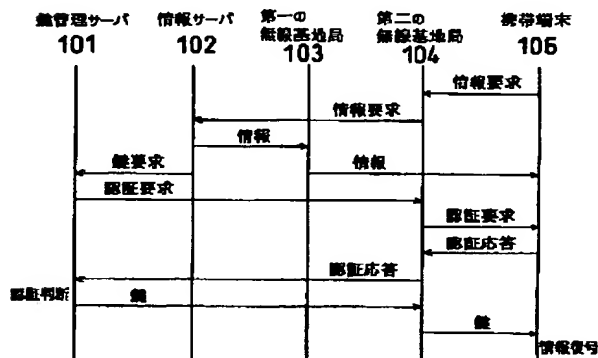 鍵管理サーバ
101
情報サーバ
102
第一の
無線基地局
103
第二の
無線基地局
104
携帯端末
105
情報要求
情報要求
情報
鍵要求
情報
認証要求
認証要求
認証応答
認証応答
認証判断
鍵
鍵
情報復号